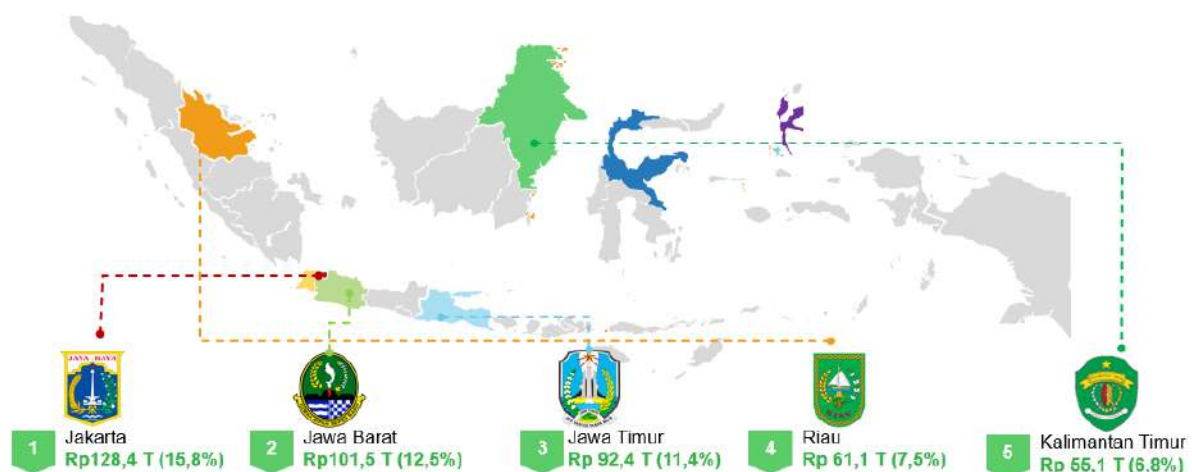 JAYA RAYA
RIAU
1
Jakarta
Rp128,4 T (15,8%)
2
Jawa Barat
Rp101,5 T (12,5%)
3
Jawa Timur
Rp 92,4 T (11,4%)
4
Riau
Rp 61,1 T (7,5%)
5
Kalimantan Timur
Rp 55,1 T (6,8%)